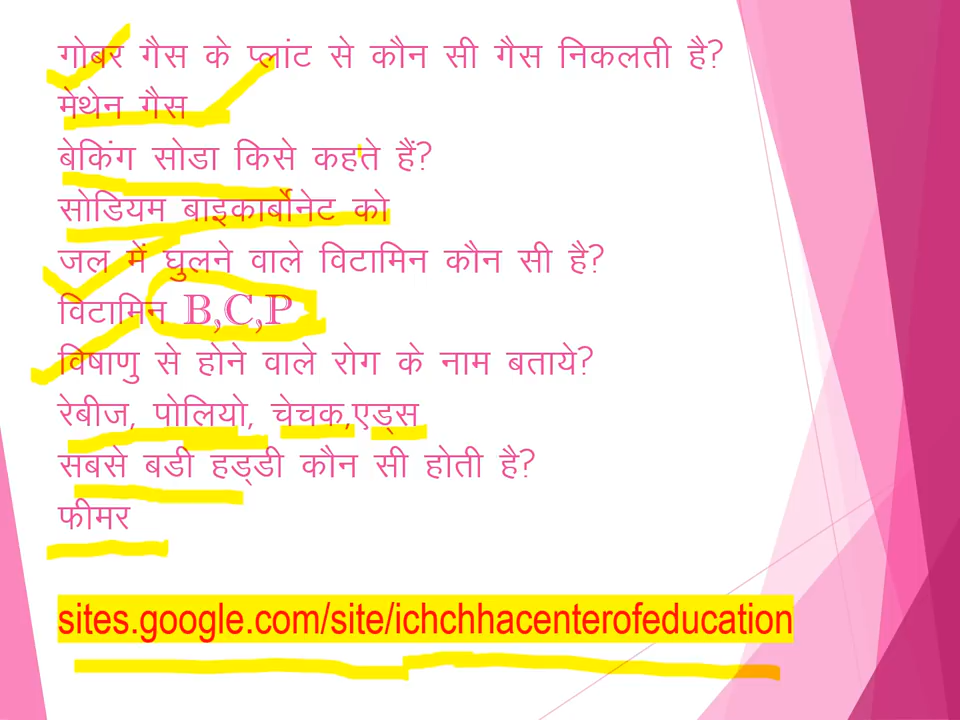 गोबर गैस के प्लांट से कौन सी गैस निकलती है?
मेथेन गैस
बेकिंग सोडा किसे कहते हैं?
सोडियम बाइकार्बोनेट को
जल में घुलने वाले विटामिन कौन सी है?
विटामिन B,C,P
विषाणु से होने वाले रोग के नाम बताये?
रेबीज, पोलियो, चेचक,एड्स
सबसे बडी हड्डी कौन सी होती है?
फीमर
sites.google.com/site/ichchhacenterofeducation